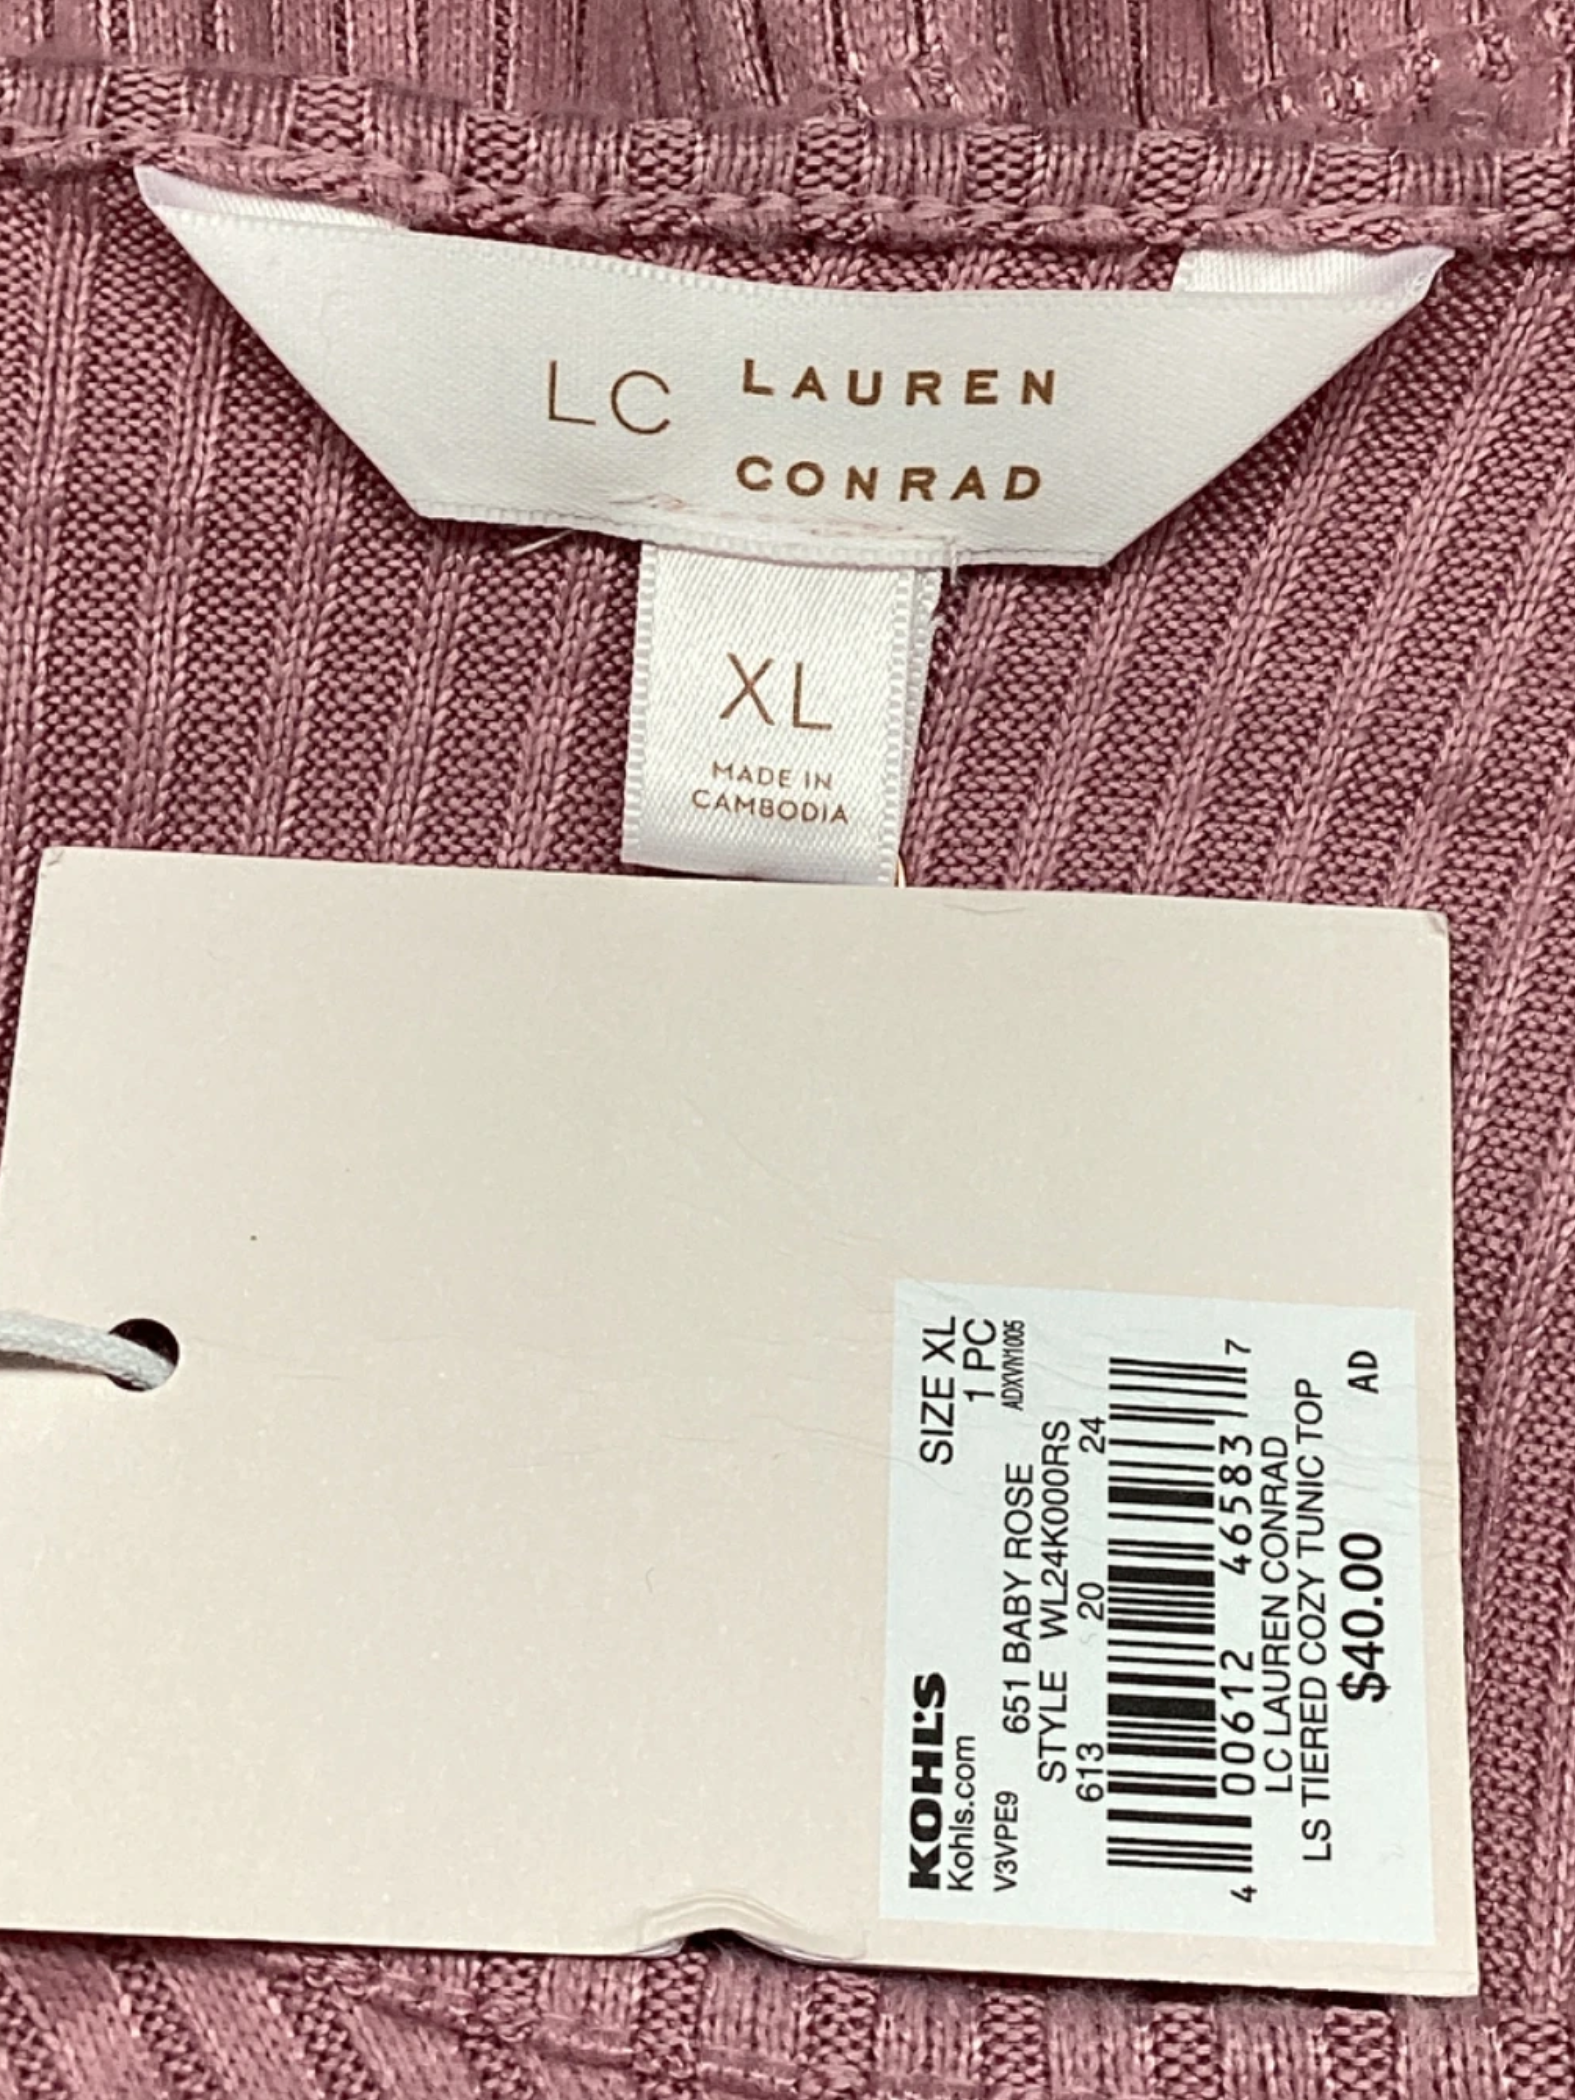 LC LAUREN
CONRAD
XL
MADE IN
CAMBODIA
KOHL'S SIZE XL
Kohls.com 1 PC
V3VPE9 651 BABY ROSE ADXVN1005
STYLE WL24K000RS
613 20 24
4 00612 46583 7
LC LAUREN CONRAD
LS TIERED COZY TUNIC TOP
$40.00 AD